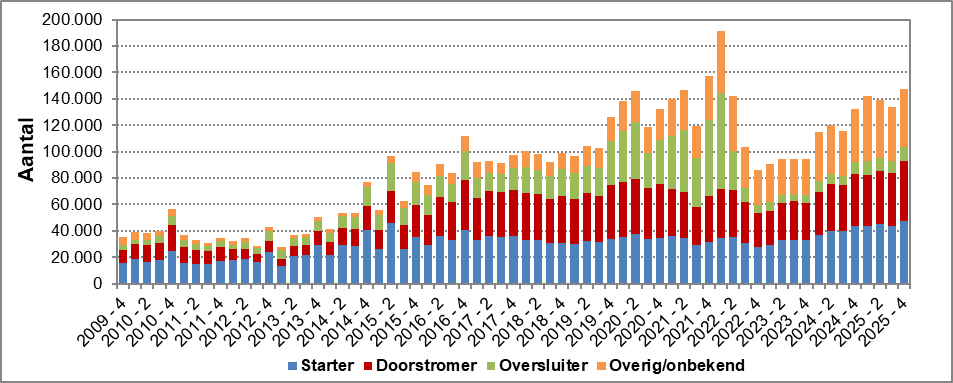 200.000
180.000
160.000
140.000
120.000
100.000
80.000
60.000
40.000
20.000
0
Aantal
2009 - 4
2010 - 2
2010 - 4
2011 - 2
2011 - 4
2012 - 2
2012 - 4
2013 - 2
2013 - 4
2014 - 2
2014 - 4
2015 - 2
2015 - 4
2016 - 2
2016 - 4
2017 - 2
2017 - 4
2018 - 2
2018 - 4
2019 - 2
2019 - 4
2020 - 2
2020 - 4
2021 - 2
2021 - 4
2022 - 2
2022 - 4
2023 - 2
2023 - 4
2024 - 2
2024 - 4
2025 - 2
2025 - 4
Starter Doorstromer Oversluiter Overig/onbekend